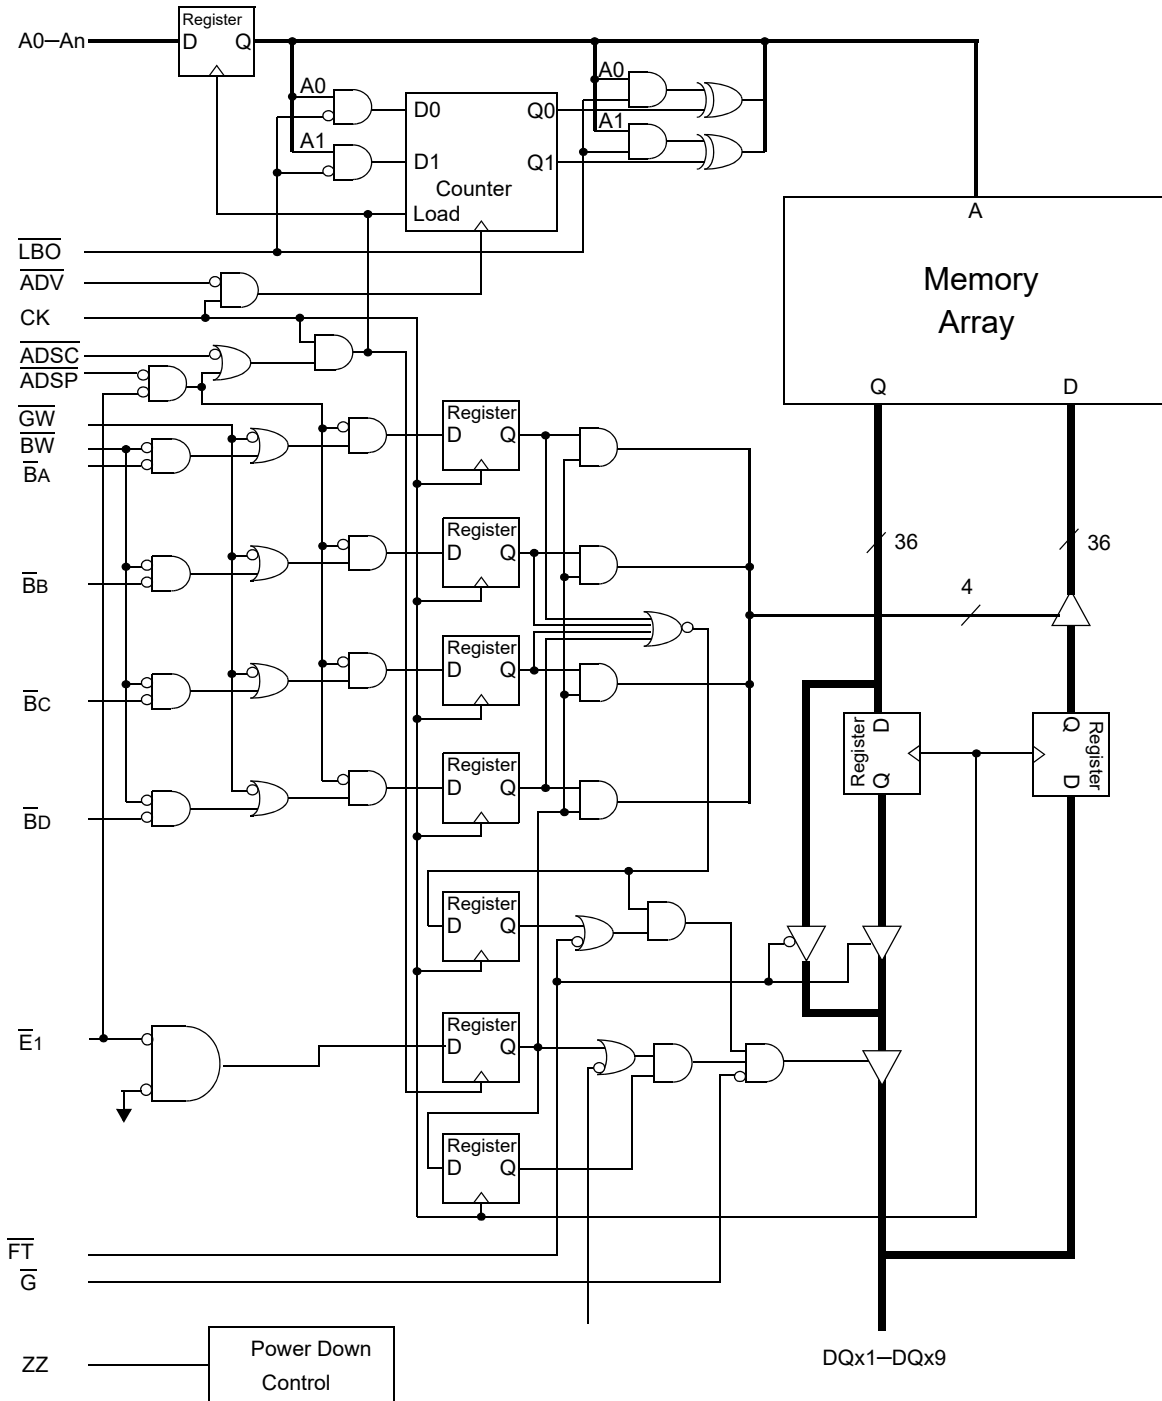 Register
A0–An
D Q
A0
A0
D0 Q0
A1
A1
D1 Q1
Counter
Load
A
LBO
ADV
Memory
Array
CK
ADSC
ADSP
Q D
GW
Register
D Q
BW
BA
Register
D Q
36
36
BB
4
Register
D Q
BC
Register
D
Q
Register
Q
D
Register
D Q
BD
Register
D Q
Register
D Q
E1
Register
D Q
FT
G
Power Down
Control
ZZ
DQx1–DQx9